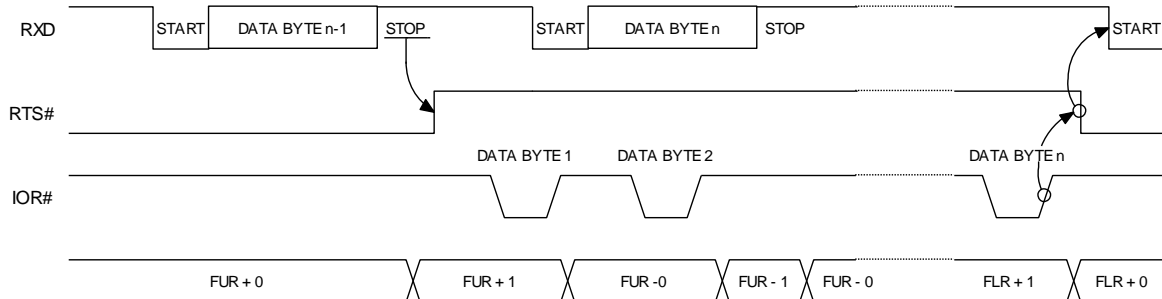 RXD START DATA BYTE n-1 STOP START DATA BYTE n STOP START
RTS#
DATA BYTE 1 DATA BYTE 2 DATA BYTE n
IOR#
FUR + 0 FUR + 1 FUR -0 FUR - 1 FUR - 0 FLR + 1 FLR + 0